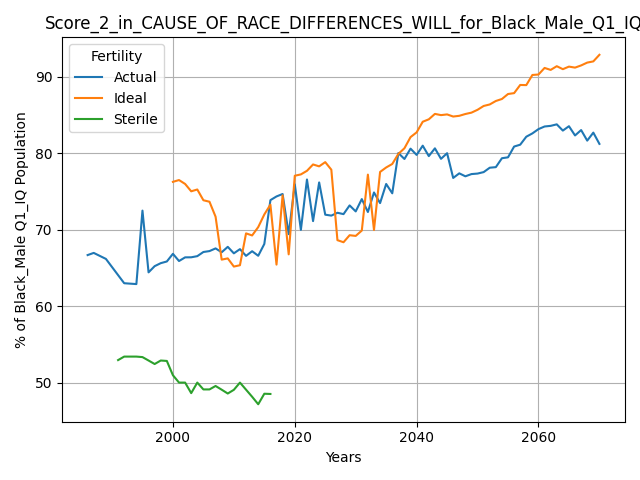 Score_2_in_CAUSE_OF_RACE_DIFFERENCES_WILL_for_Black_Male_Q1_IQ
Fertility
Actual
Ideal
Sterile
% of Black_Male Q1_IQ Population
90
80
70
60
50
2000
2020
2040
2060
Years